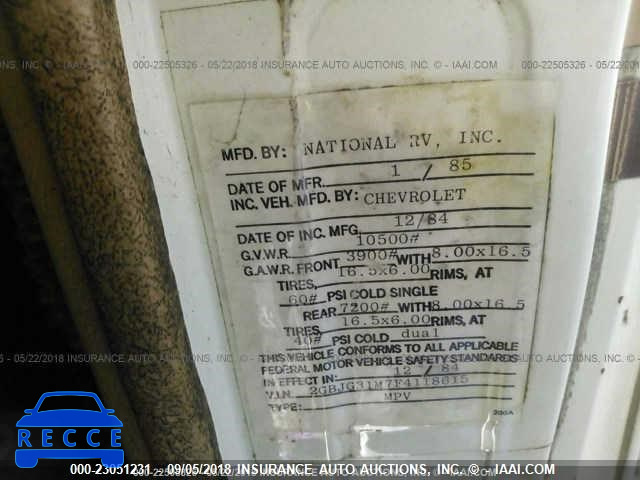 000-22505326 - 05/22/2018 INSURANCE AUTO AUCTIONS, INC. © - IAAI.COM
MFD. BY: NATIONAL RV, INC.
DATE OF MFR. 1 / 85
INC. VEH. MFD. BY: CHEVROLET
DATE OF INC. MFG. 12/84
G.V.W.R. 10500#
G.A.W.R. FRONT 3900# WITH 8.00x16.5
TIRES, 16.5x6.00 RIMS, AT
60# PSI COLD SINGLE
REAR 7200# WITH 8.00x16.5
TIRES, 16.5x6.00 RIMS, AT
40# PSI COLD dual
THIS VEHICLE CONFORMS TO ALL APPLICABLE
FEDERAL MOTOR VEHICLE SAFETY STANDARDS
IN EFFECT IN: 12 / 84
V.I.N. 2GBJG31M7F4118615
TYPE: MPV
200A
RECCE
000-23051231 - 09/05/2018 INSURANCE AUTO AUCTIONS, INC. © - IAAI.COM